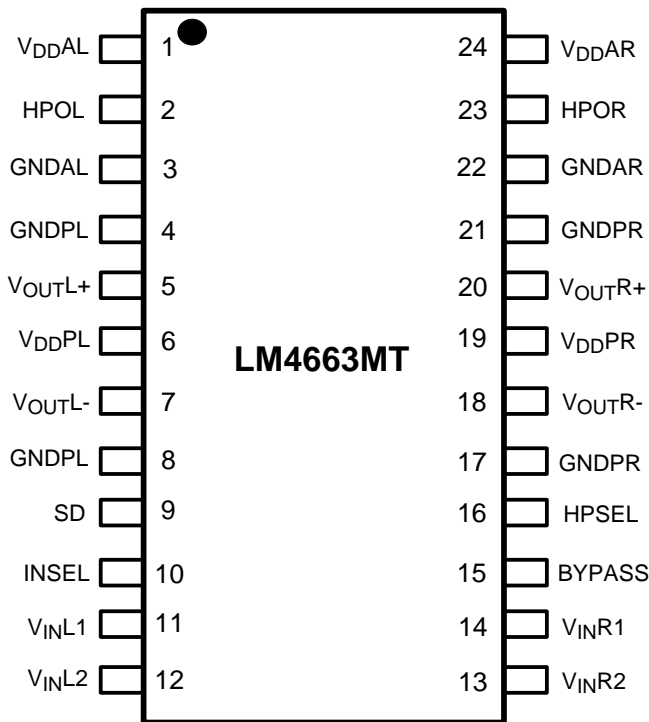 VDDAL 1 24 VDDAR
HPOL 2 23 HPOR
GNDAL 3 22 GNDAR
GNDPL 4 21 GNDPR
VOUTL+ 5 20 VOUTR+
VDDPL 6 19 VDDPR
LM4663MT
VOUTL- 7 18 VOUTR-
GNDPL 8 17 GNDPR
SD 9 16 HPSEL
INSEL 10 15 BYPASS
VINL1 11 14 VINR1
VINL2 12 13 VINR2